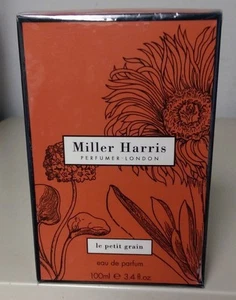 Miller Harris
PERFUMER LONDON
le petit grain
eau de parfum
100ml ℮ 3.4 fl.oz